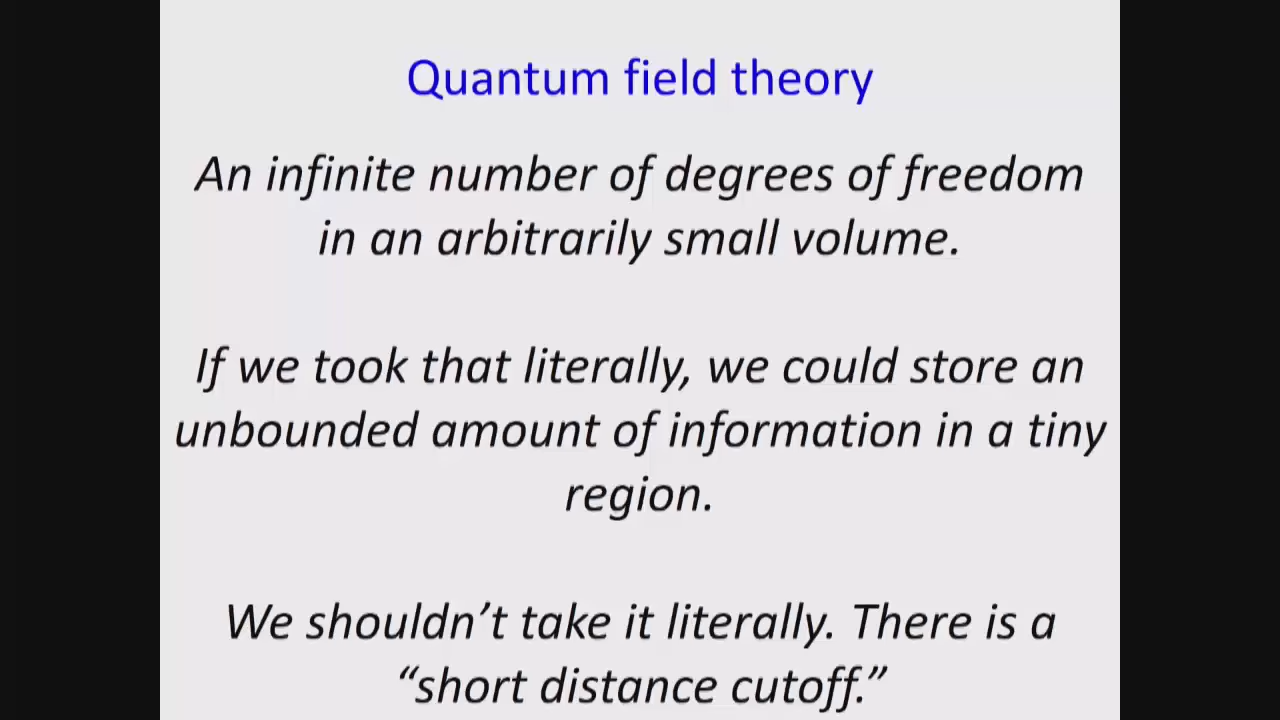 Quantum field theory
An infinite number of degrees of freedom
in an arbitrarily small volume.
If we took that literally, we could store an
unbounded amount of information in a tiny
region.
We shouldn’t take it literally. There is a
“short distance cutoff.”